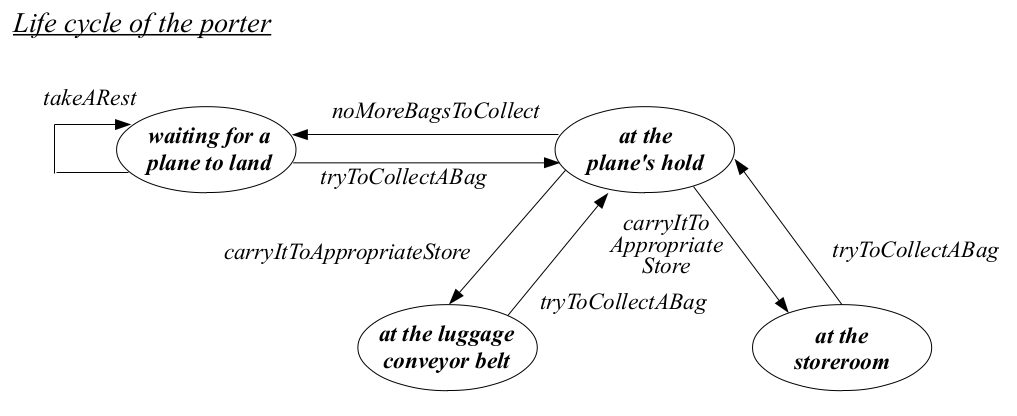 Life cycle of the porter
takeARest
noMoreBagsToCollect
waiting for a
plane to land
at the
plane's hold
tryToCollectABag
carryItToAppropriateStore
carryItTo
Appropriate
Store
tryToCollectABag
tryToCollectABag
at the luggage
conveyor belt
at the
storeroom